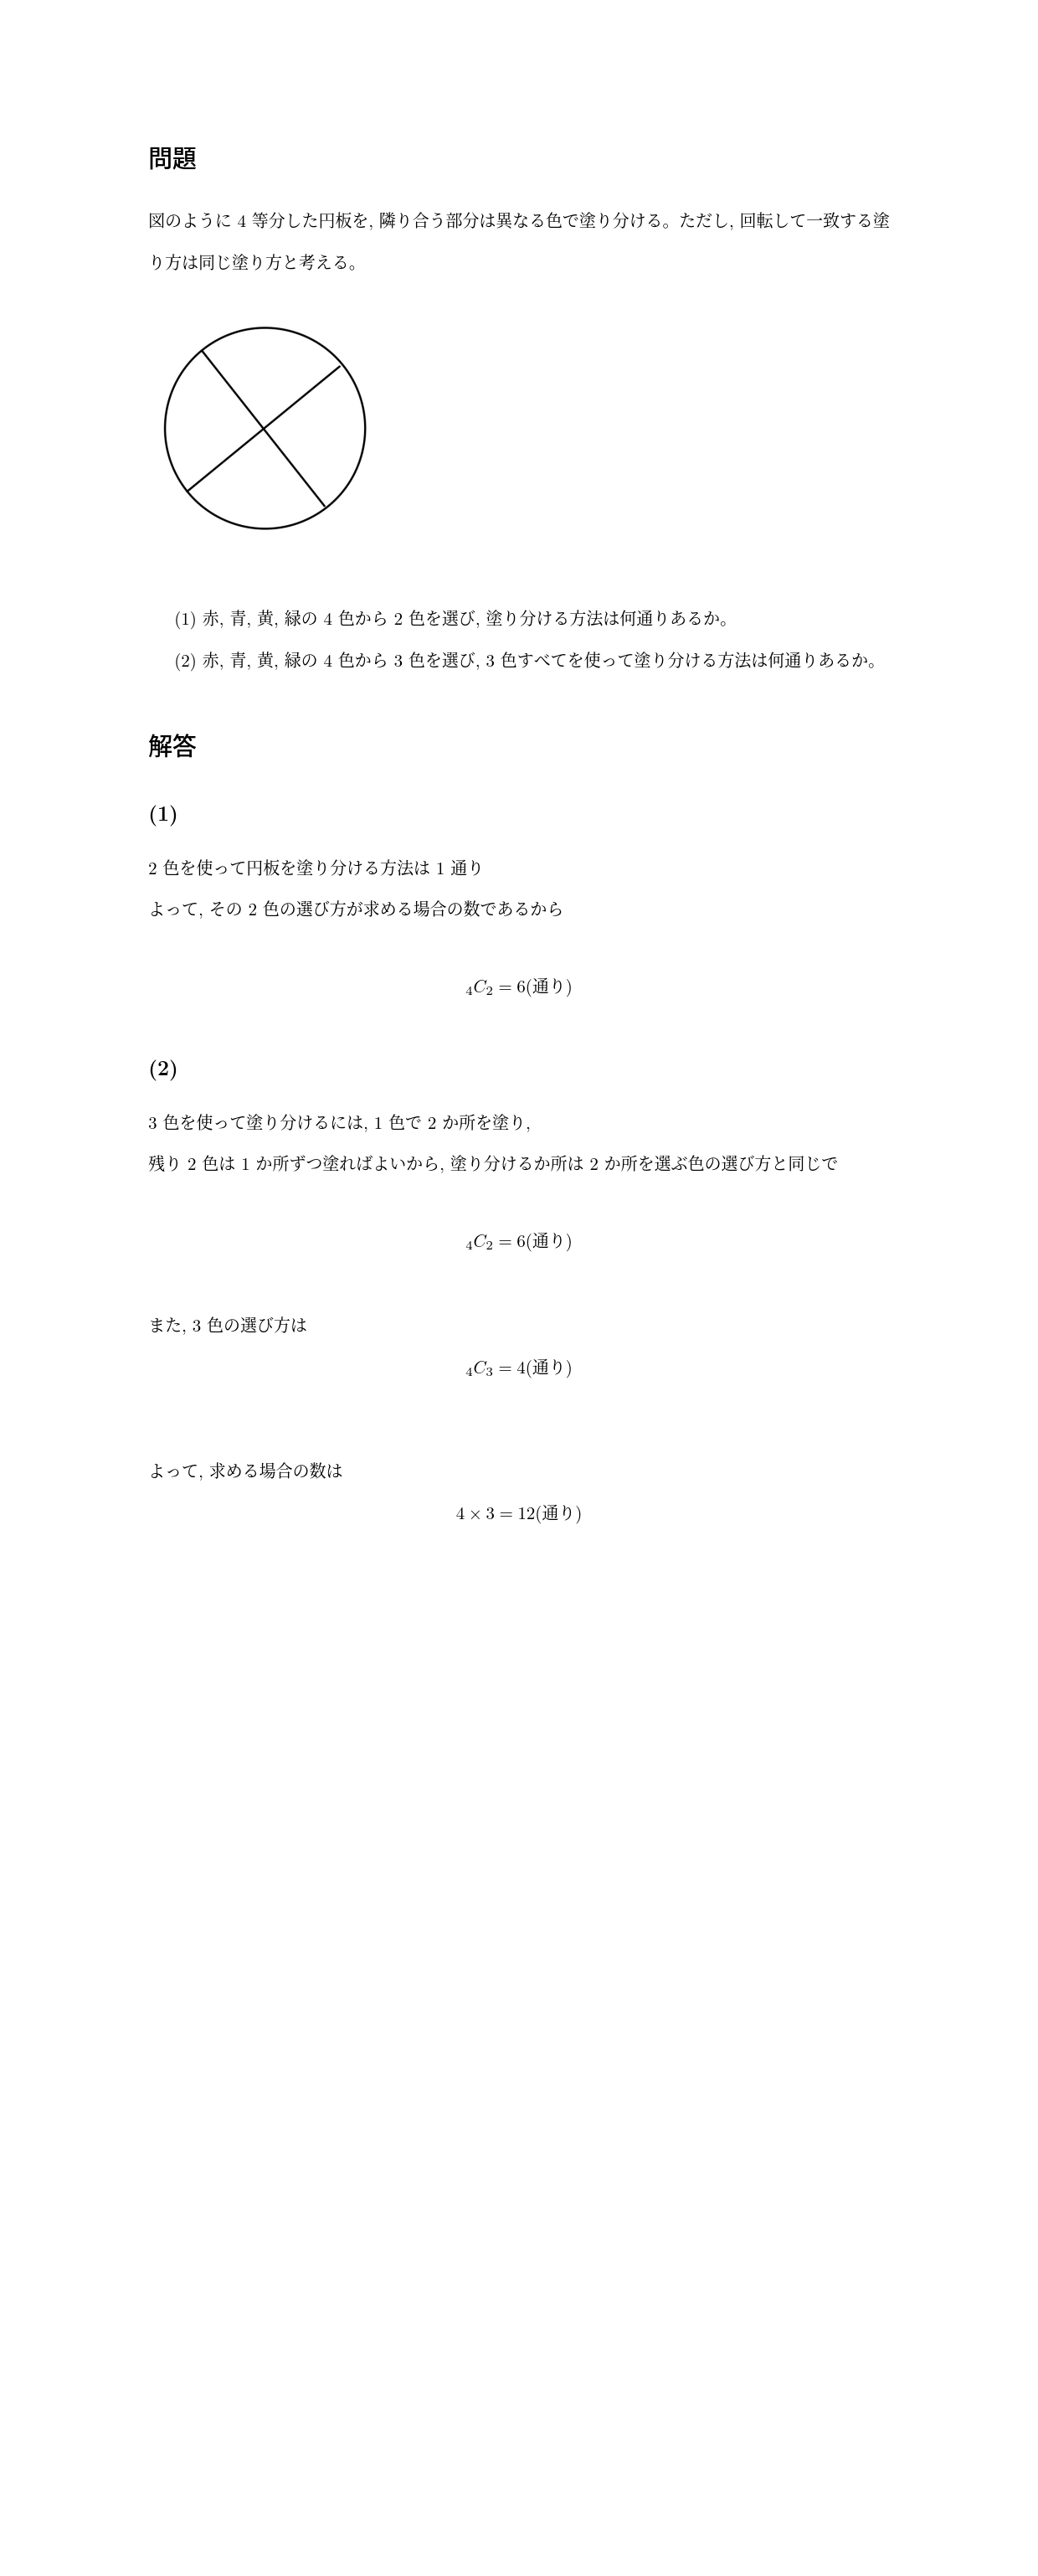 問題
図のように 4 等分した円板を, 隣り合う部分は異なる色で塗り分ける。ただし, 回転して一致する塗
り方は同じ塗り方と考える。
(1) 赤, 青, 黄, 緑の 4 色から 2 色を選び, 塗り分ける方法は何通りあるか。
(2) 赤, 青, 黄, 緑の 4 色から 3 色を選び, 3 色すべてを使って塗り分ける方法は何通りあるか。
解答
(1)
2 色を使って円板を塗り分ける方法は 1 通り
よって, その 2 色の選び方が求める場合の数であるから
₄C₂ = 6(通り)
(2)
3 色を使って塗り分けるには, 1 色で 2 か所を塗り,
残り 2 色は 1 か所ずつ塗ればよいから, 塗り分けるか所は 2 か所を選ぶ色の選び方と同じで
₄C₂ = 6(通り)
また, 3 色の選び方は
₄C₃ = 4(通り)
よって, 求める場合の数は
4 × 3 = 12(通り)